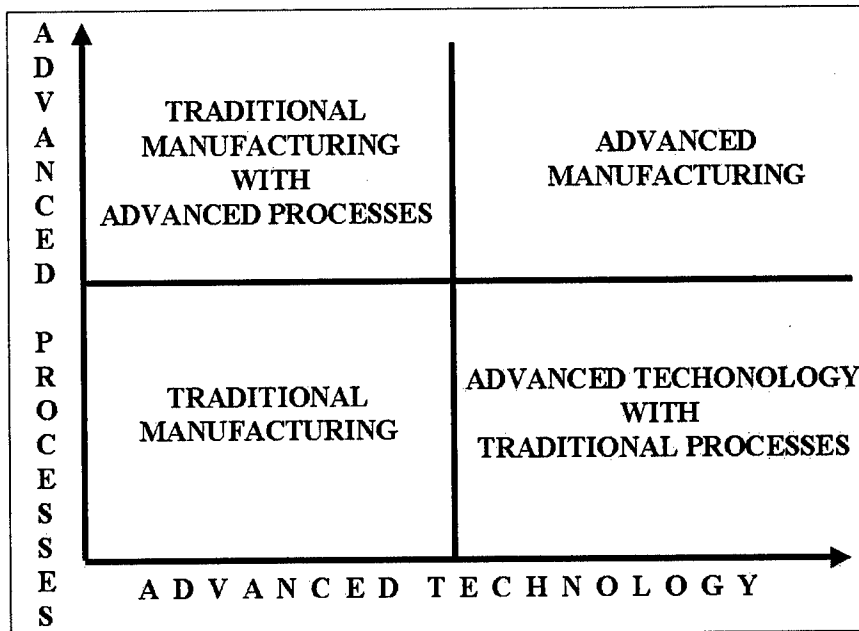 ADVANCED PROCESSES
TRADITIONAL
MANUFACTURING
WITH
ADVANCED PROCESSES
ADVANCED
MANUFACTURING
TRADITIONAL
MANUFACTURING
ADVANCED TECHONOLOGY
WITH
TRADITIONAL PROCESSES
ADVANCED TECHNOLOGY